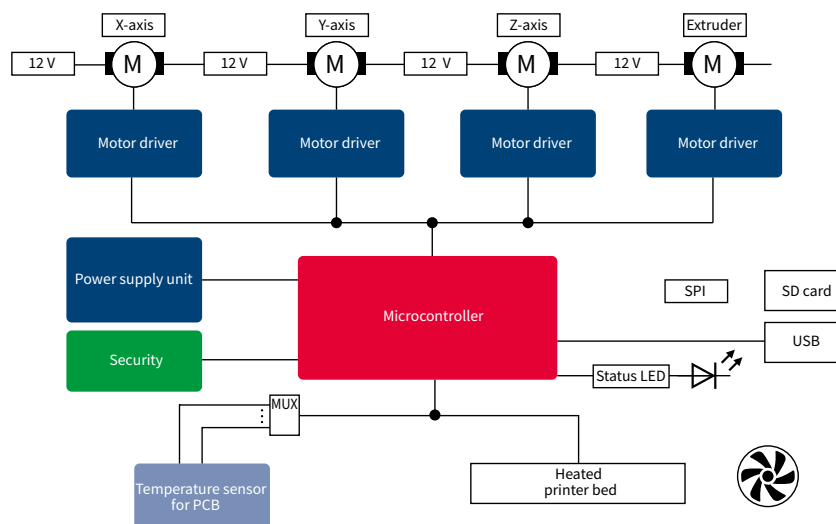 X-axis
Y-axis
Z-axis
Extruder
12 V
M
12 V
M
12 V
M
12 V
M
Motor driver
Motor driver
Motor driver
Motor driver
Power supply unit
Microcontroller
SPI
SD card
USB
Security
Status LED
MUX
Temperature sensor
for PCB
Heated
printer bed